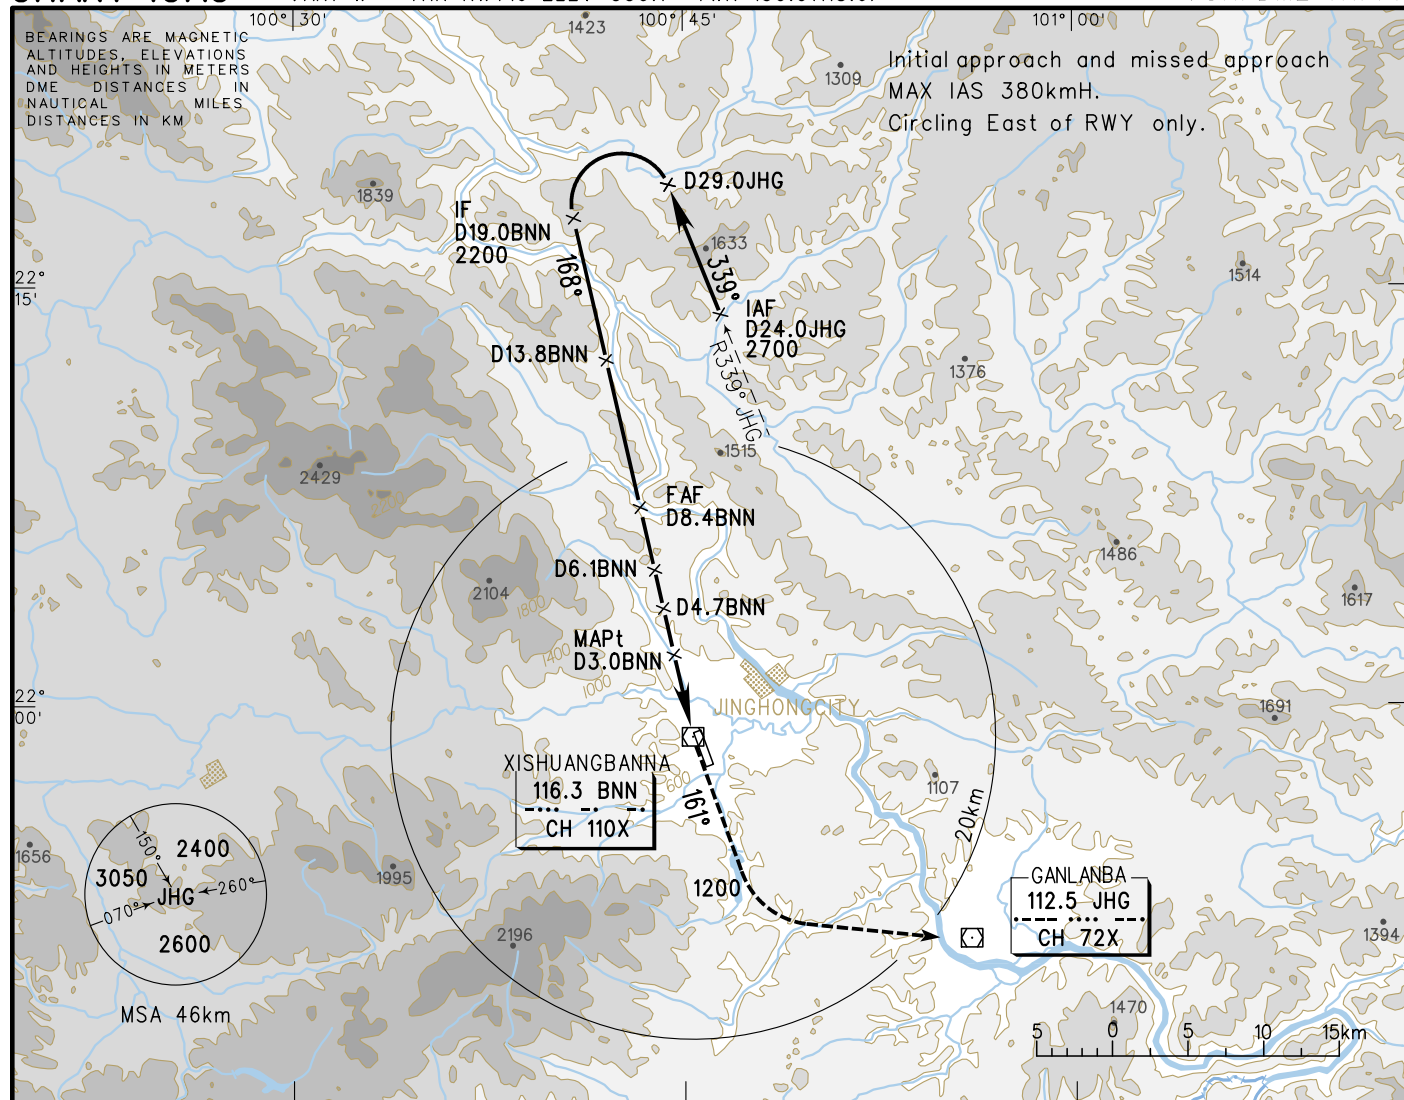 100° 30'
100° 45'
101° 00'
BEARINGS ARE MAGNETIC
ALTITUDES, ELEVATIONS
AND HEIGHTS IN METERS
DME DISTANCES IN
NAUTICAL MILES
DISTANCES IN KM
1423
1309
Initial approach and missed approach
MAX IAS 380kmH.
Circling East of RWY only.
1839
D29.0JHG
IF
D19.0BNN
2200
1633
168°
339°
1514
22°
15'
IAF
D24.0JHG
2700
D13.8BNN
R339° JHG
1376
1515
2429
2200
FAF
D8.4BNN
1486
D6.1BNN
2104
1800
D4.7BNN
1617
MAPt
D3.0BNN
1400
1000
22°
00'
JINGHONGCITY
1691
XISHUANGBANNA
116.3 BNN
CH 110X
600
161°
1107
20km
1656
150°
2400
3050
JHG
260°
070°
2600
MSA 46km
1995
1200
GANLANBA
112.5 JHG
CH 72X
2196
1394
1470
5 0 5 10 15km